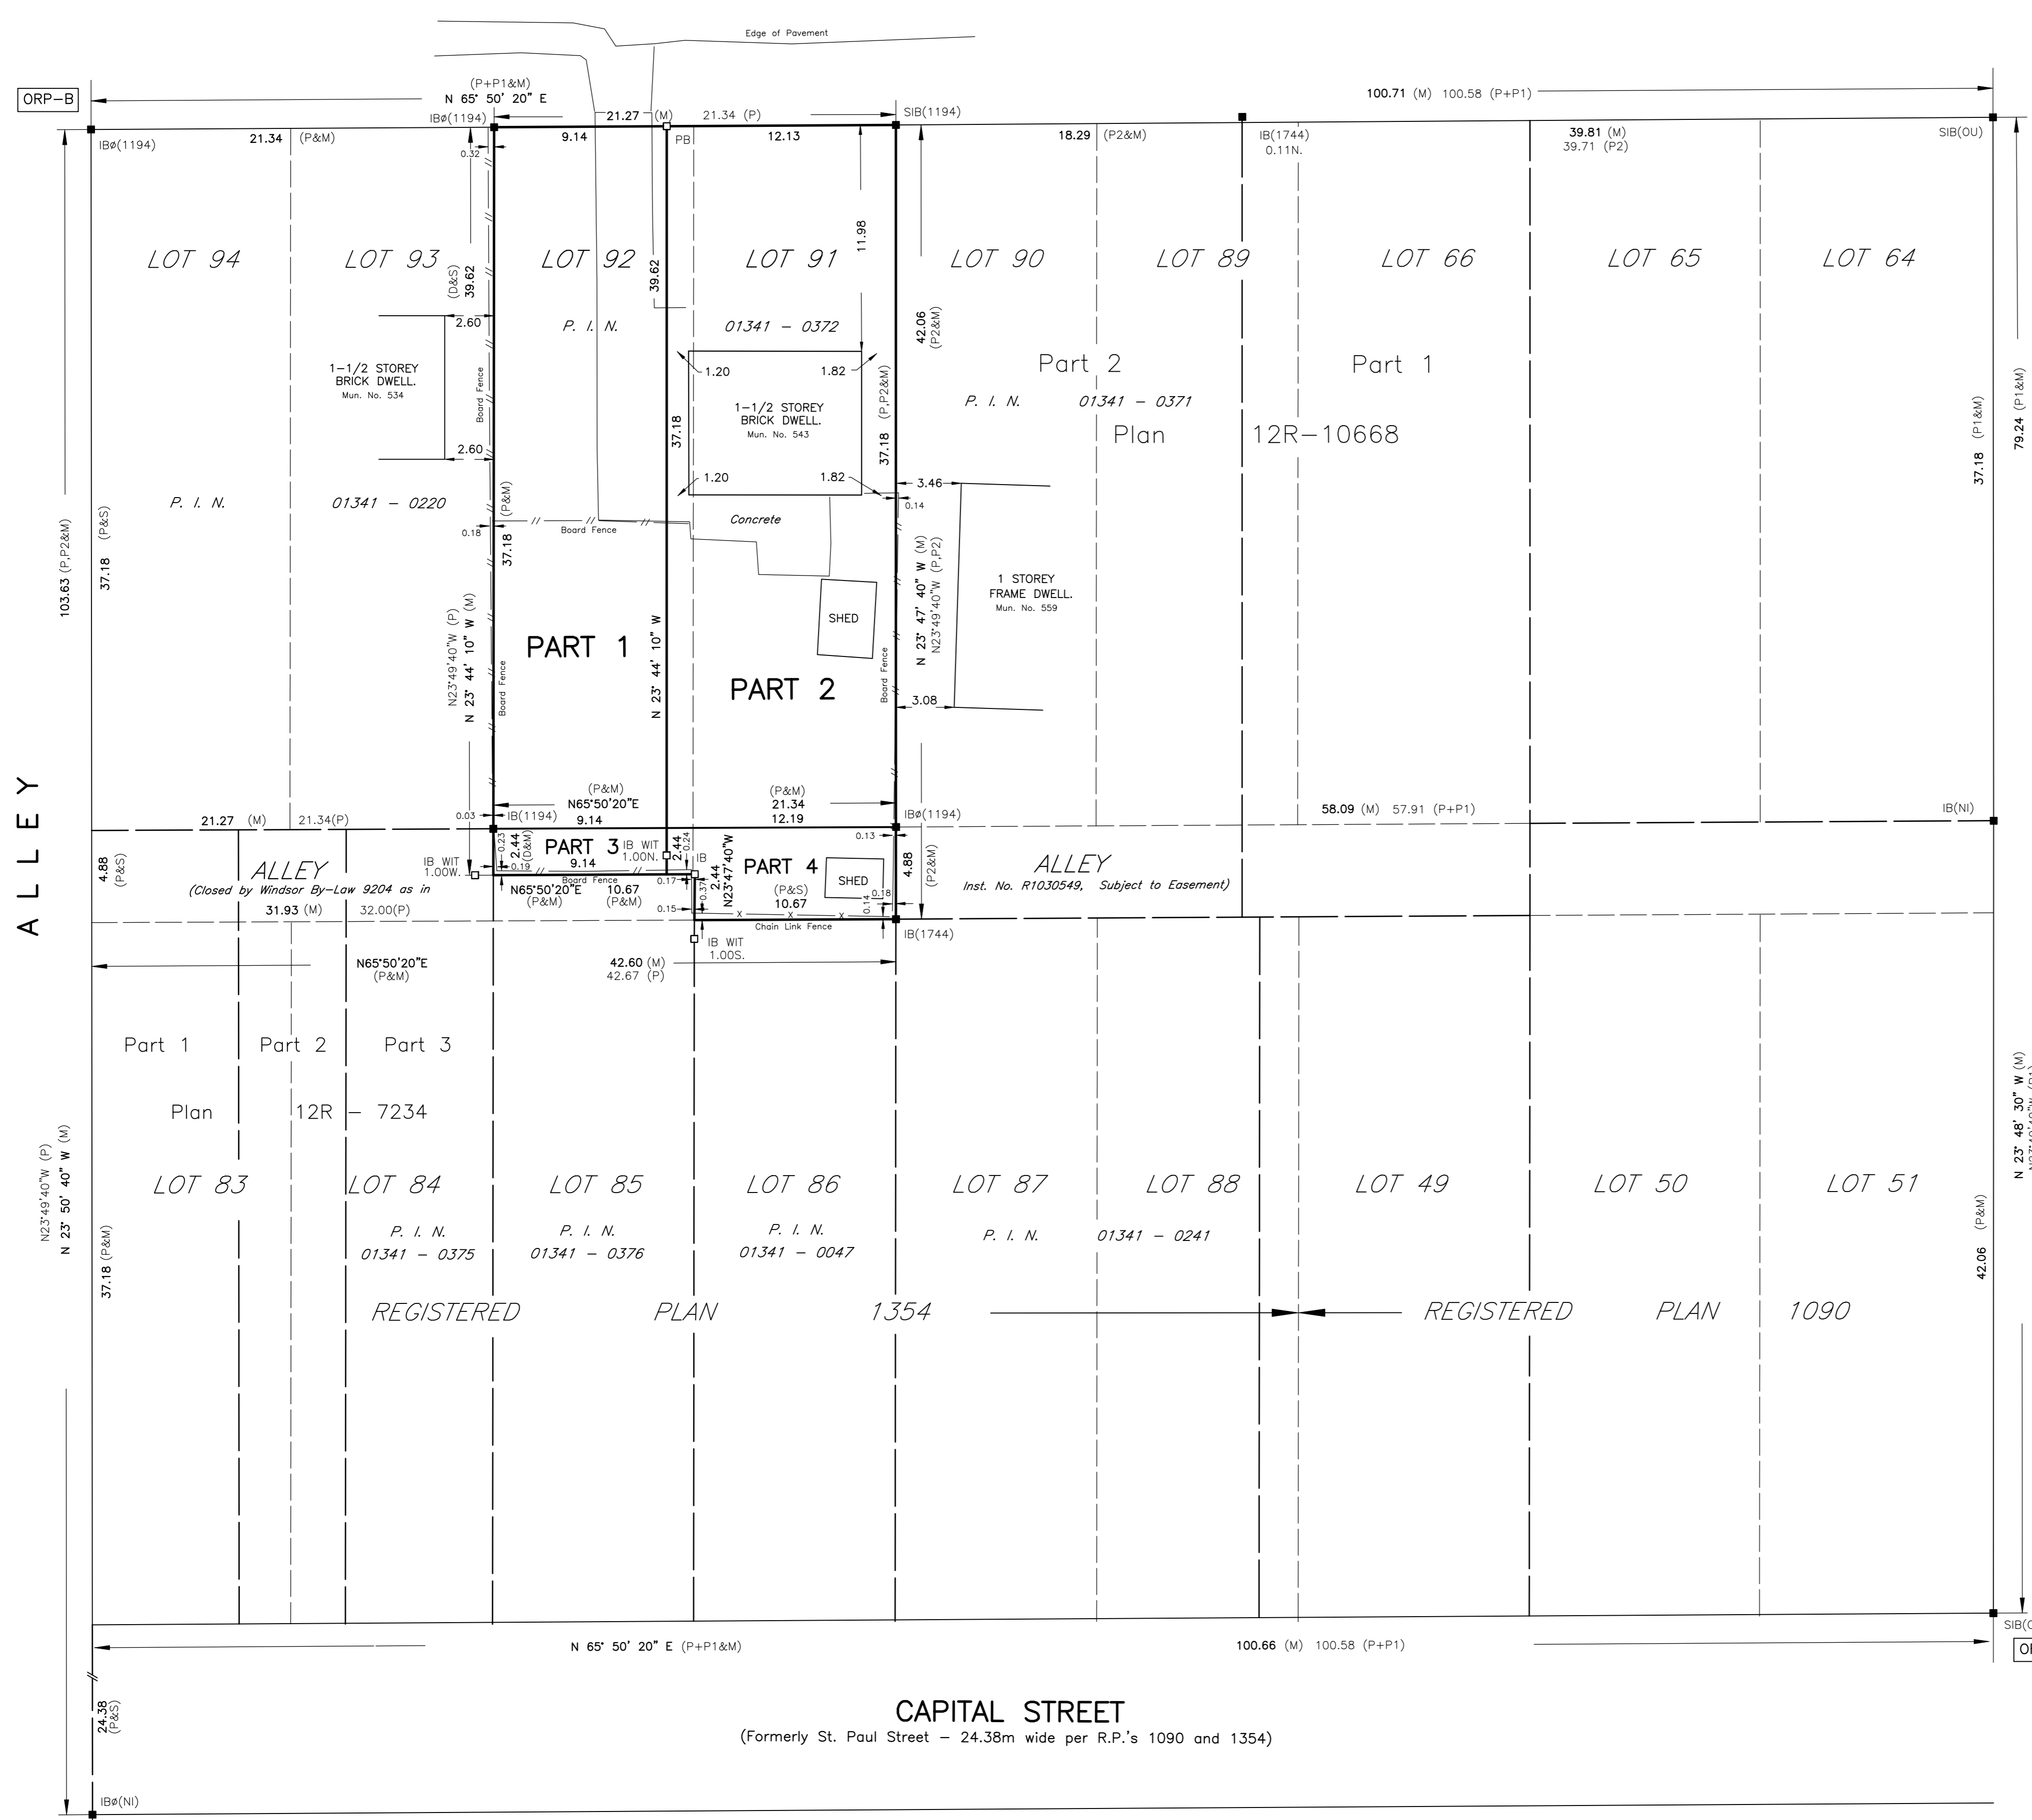 Edge of Pavement
(P+P1&M)
N 65° 50' 20" E
ORP-B
100.71 (M) 100.58 (P+P1)
IBø(1194)
21.27 (M) 21.34 (P)
SIB(1194)
IBø(1194)
21.34 (P&M)
0.32
9.14
PB
12.13
18.29 (P2&M)
IB(1744)
0.11N.
39.81 (M)
39.71 (P2)
SIB(OU)
11.98
LOT 94
LOT 93
LOT 92
LOT 91
LOT 90
LOT 89
LOT 66
LOT 65
LOT 64
39.62
(D&S)
39.62
42.06
(P2&M)
2.60
P. I. N.
01341 - 0372
1-1/2 STOREY
BRICK DWELL.
Mun. No. 534
Board Fence
1.20
1.82
1-1/2 STOREY
BRICK DWELL.
Mun. No. 543
37.18
37.18 (P,P2&M)
Part 2
Part 1
P. I. N. 01341 - 0371
Plan 12R-10668
37.18 (P1&M)
79.24 (P1&M)
2.60
1.20
1.82
3.46
0.14
P. I. N. 01341 - 0220
37.18 (P&S)
103.63 (P,P2&M)
37.18 (P&M)
0.18
Board Fence
Concrete
N 23° 47' 40" W (M)
N23°49'40"W (P,P2)
1 STOREY
FRAME DWELL.
Mun. No. 559
SHED
N23°49'40"W (P)
N 23° 44' 10" W (M)
Board Fence
N 23° 44' 10" W
PART 1
PART 2
Board Fence
3.08
ALLEY
(P&M)
N65°50'20"E
(P&M)
21.34
0.03
IB(1194)
9.14
12.19
IBø(1194)
58.09 (M) 57.91 (P+P1)
IB(NI)
21.27 (M) 21.34(P)
4.88
(P&S)
ALLEY
(Closed by Windsor By-Law 9204 as in
IB WIT
1.00W.
0.23
2.44
(D&M)
0.19
PART 3
9.14
IB WIT
1.00N.
2.44
0.24
IB
2.44
N23°47'40"W
PART 4
0.13
SHED
4.88
(P2&M)
ALLEY
Inst. No. R1030549, Subject to Easement)
Board Fence
0.17
0.37
N65°50'20"E
(P&M)
10.67
(P&M)
(P&S)
10.67
0.18
0.14
0.15
31.93 (M) 32.00(P)
Chain Link Fence
IB(1744)
IB WIT
1.00S.
N65°50'20"E
(P&M)
42.60 (M)
42.67 (P)
Part 1
Part 2
Part 3
Plan 12R - 7234
N23°49'40"W (P)
N 23° 50' 40" W (M)
37.18 (P&M)
N 23° 48' 30" W (M)
42.06 (P&M)
LOT 83
LOT 84
LOT 85
LOT 86
LOT 87
LOT 88
LOT 49
LOT 50
LOT 51
P. I. N.
01341 - 0375
P. I. N.
01341 - 0376
P. I. N.
01341 - 0047
P. I. N. 01341 - 0241
REGISTERED PLAN 1354
REGISTERED PLAN 1090
N 65° 50' 20" E (P+P1&M)
100.66 (M) 100.58 (P+P1)
24.38
(P&S)
CAPITAL STREET
(Formerly St. Paul Street - 24.38m wide per R.P.'s 1090 and 1354)
IBø(NI)